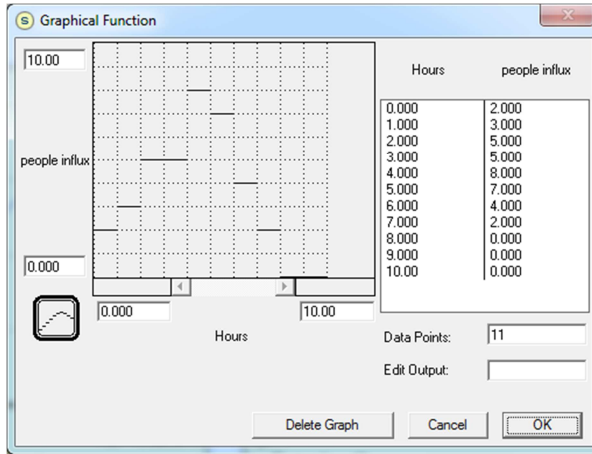 Graphical Function
10.00
people influx
0.000
0.000 10.00
Hours
Hours people influx
0.000 2.000
1.000 3.000
2.000 5.000
3.000 5.000
4.000 8.000
5.000 7.000
6.000 4.000
7.000 2.000
8.000 0.000
9.000 0.000
10.00 0.000
Data Points: 11
Edit Output:
Delete Graph Cancel OK